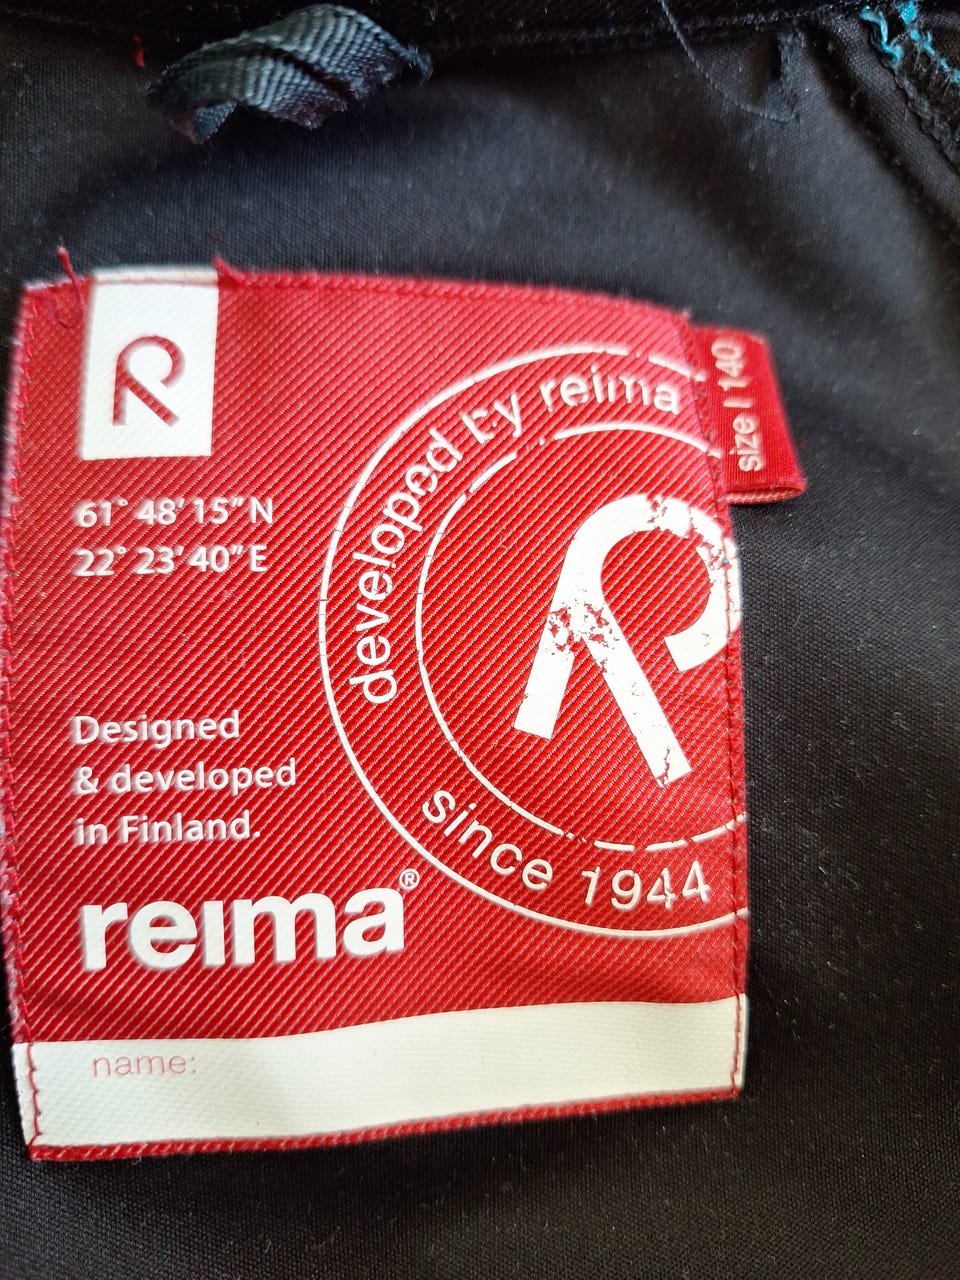 size / 140
developed by reima
61° 48' 15" N
22° 23' 40" E
Designed
& developed
in Finland.
since 1944
reima®
name: